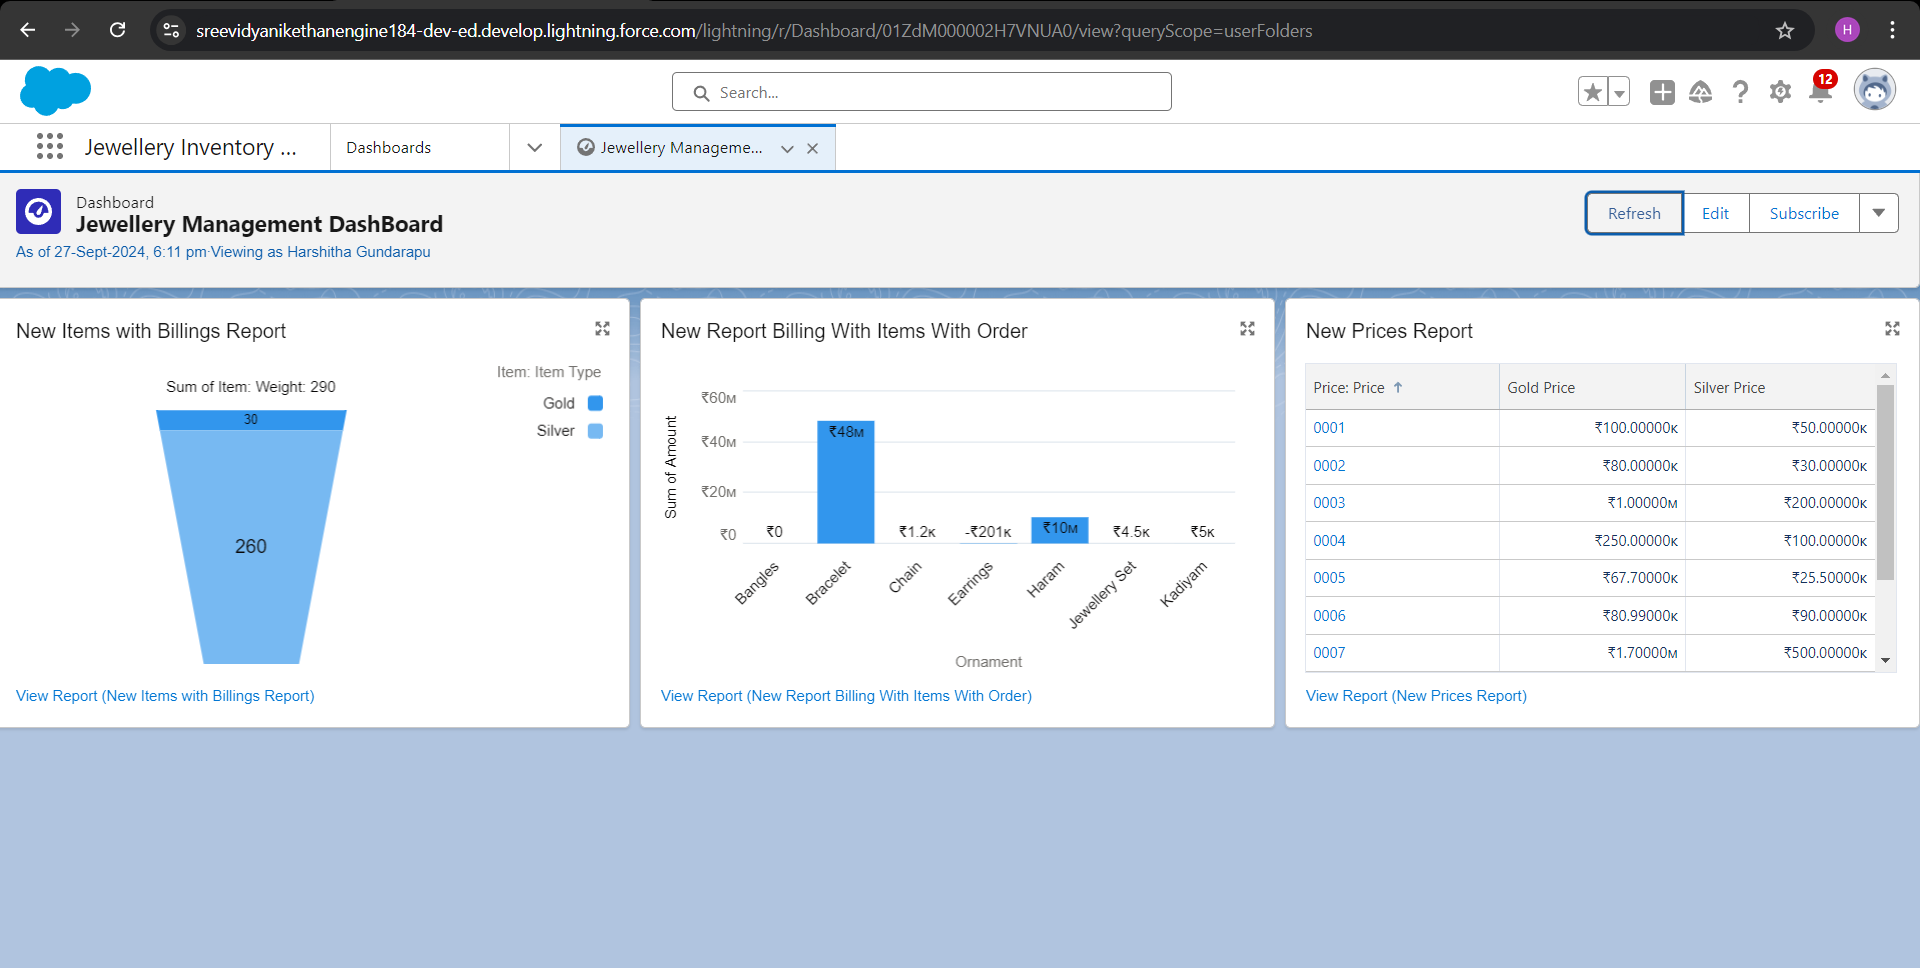 sreevidyanikethanengine184-dev-ed.develop.lightning.force.com/lightning/r/Dashboard/01ZdM000002H7VNUA0/view?queryScope=userFolders
H
Search...
12
Jewellery Inventory ...
Dashboards
Jewellery Manageme...
Dashboard
Jewellery Management DashBoard
As of 27-Sept-2024, 6:11 pm·Viewing as Harshitha Gundarapu
Refresh
Edit
Subscribe
New Items with Billings Report
Item: Item Type
Sum of Item: Weight: 290
Gold
Silver
30
260
View Report (New Items with Billings Report)
New Report Billing With Items With Order
Sum of Amount
₹60M
₹40M
₹20M
₹0
₹0
₹48M
₹1.2K
-₹201K
₹10M
₹4.5K
₹5K
Bangles
Bracelet
Chain
Earrings
Haram
Jewellery Set
Kadiyam
Ornament
View Report (New Report Billing With Items With Order)
New Prices Report
Price: Price ↑ Gold Price Silver Price
0001 ₹100.00000K ₹50.00000K
0002 ₹80.00000K ₹30.00000K
0003 ₹1.00000M ₹200.00000K
0004 ₹250.00000K ₹100.00000K
0005 ₹67.70000K ₹25.50000K
0006 ₹80.99000K ₹90.00000K
0007 ₹1.70000M ₹500.00000K
View Report (New Prices Report)